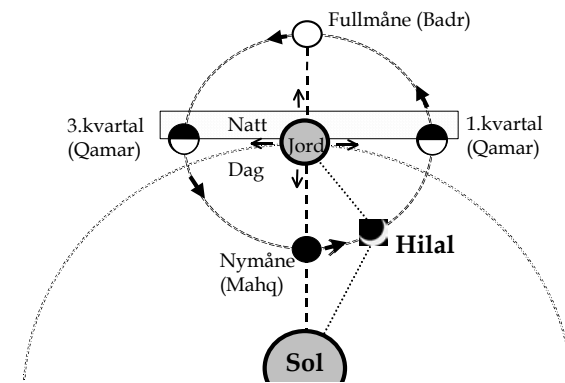 Fullmåne (Badr)
3.kvartal
(Qamar)
Natt
Jord
1.kvartal
(Qamar)
Dag
Hilal
Nymåne
(Mahq)
Sol